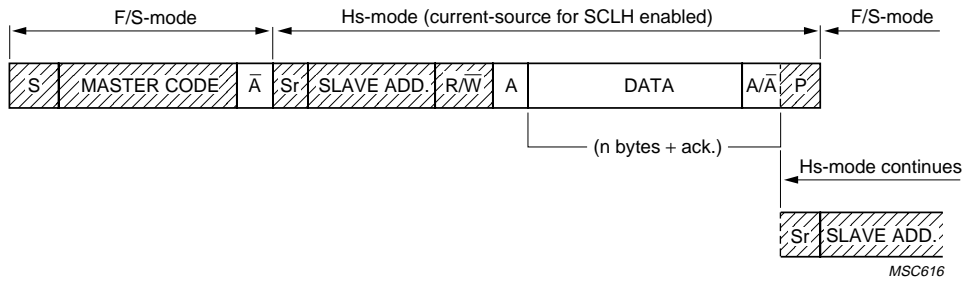 F/S-mode Hs-mode (current-source for SCLH enabled) F/S-mode
S MASTER CODE A̅ Sr SLAVE ADD. R/W̅ A DATA A/A̅ P
(n bytes + ack.)
Hs-mode continues
Sr SLAVE ADD.
MSC616